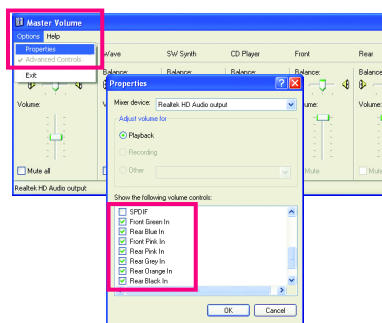 Master Volume
Options Help
Properties
Advanced Controls
Exit
Wave SW Synth CD Player Front Rear
Balance: Balance: Balance: Balance: Balance
Volume:
Mute all
Realtek HD Audio output
Properties
Mixer device: Realtek HD Audio output
Adjust volume for
Playback
Recording
Other
Show the following volume controls:
SPDIF
Front Green In
Rear Blue In
Front Pink In
Rear Pink In
Rear Grey In
Rear Orange In
Rear Black In
OK Cancel
ume: Volume:
Mute Mute